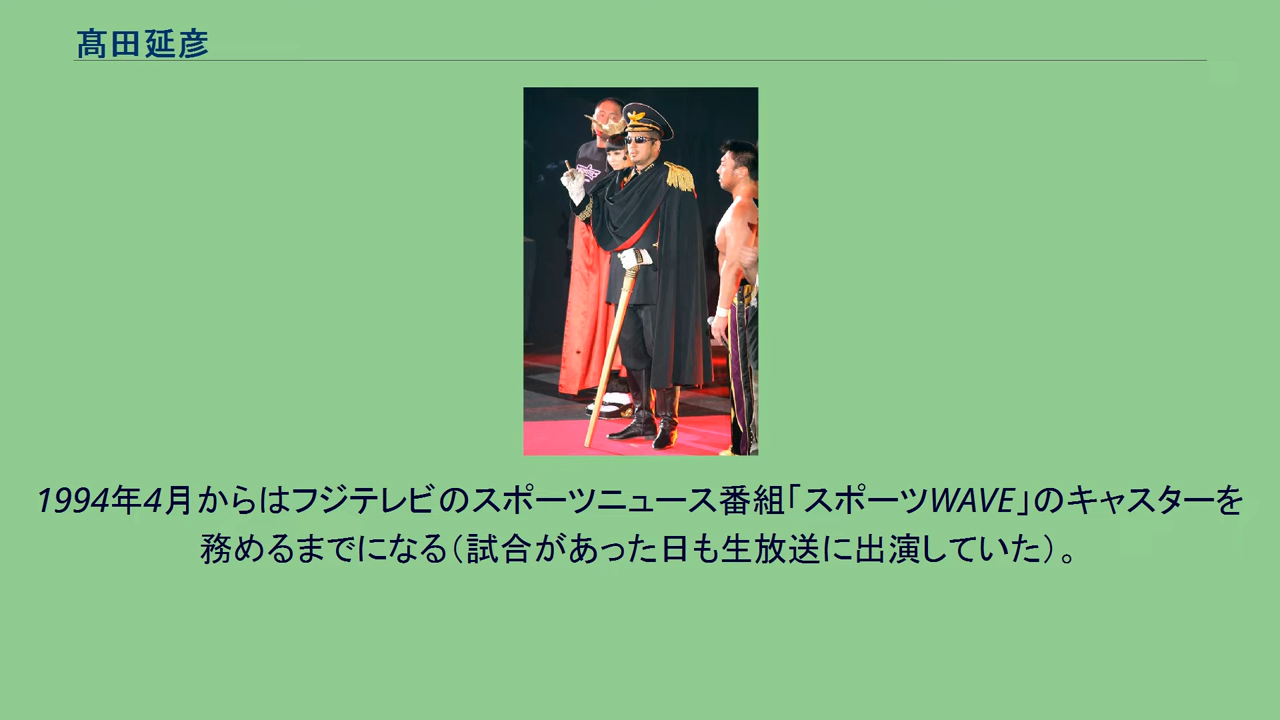 髙田延彦
1994年4月からはフジテレビのスポーツニュース番組「スポーツWAVE」のキャスターを
務めるまでになる（試合があった日も生放送に出演していた）。